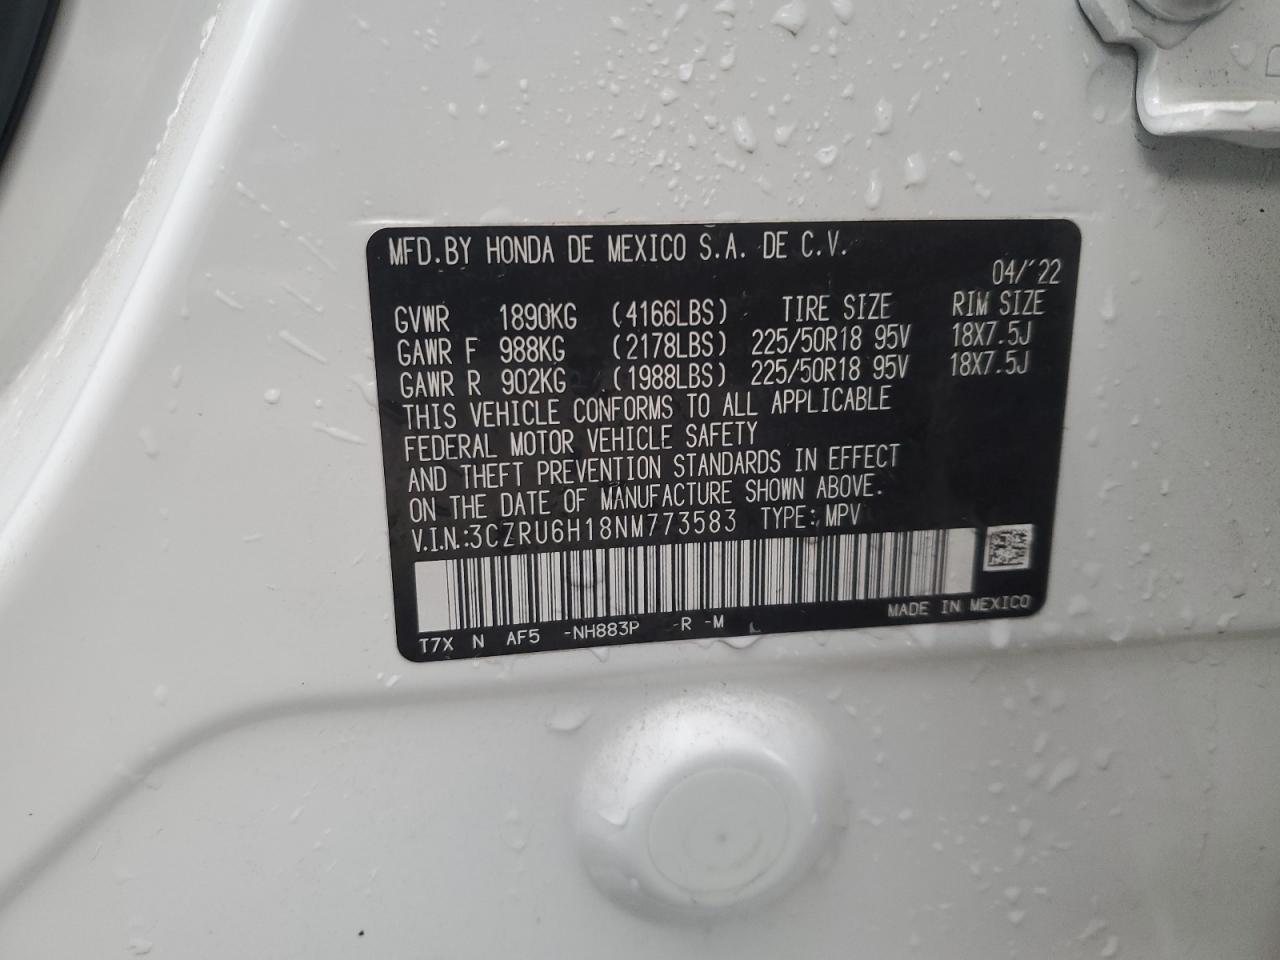 MFD.BY HONDA DE MEXICO S.A. DE C.V.
04/'22
GVWR 1890KG (4166LBS) TIRE SIZE RIM SIZE
GAWR F 988KG (2178LBS) 225/50R18 95V 18X7.5J
GAWR R 902KG (1988LBS) 225/50R18 95V 18X7.5J
THIS VEHICLE CONFORMS TO ALL APPLICABLE
FEDERAL MOTOR VEHICLE SAFETY
AND THEFT PREVENTION STANDARDS IN EFFECT
ON THE DATE OF MANUFACTURE SHOWN ABOVE.
V.I.N.:3CZRU6H18NM773583 TYPE: MPV
MADE IN MEXICO
T7X N AF5 -NH883P -R -M